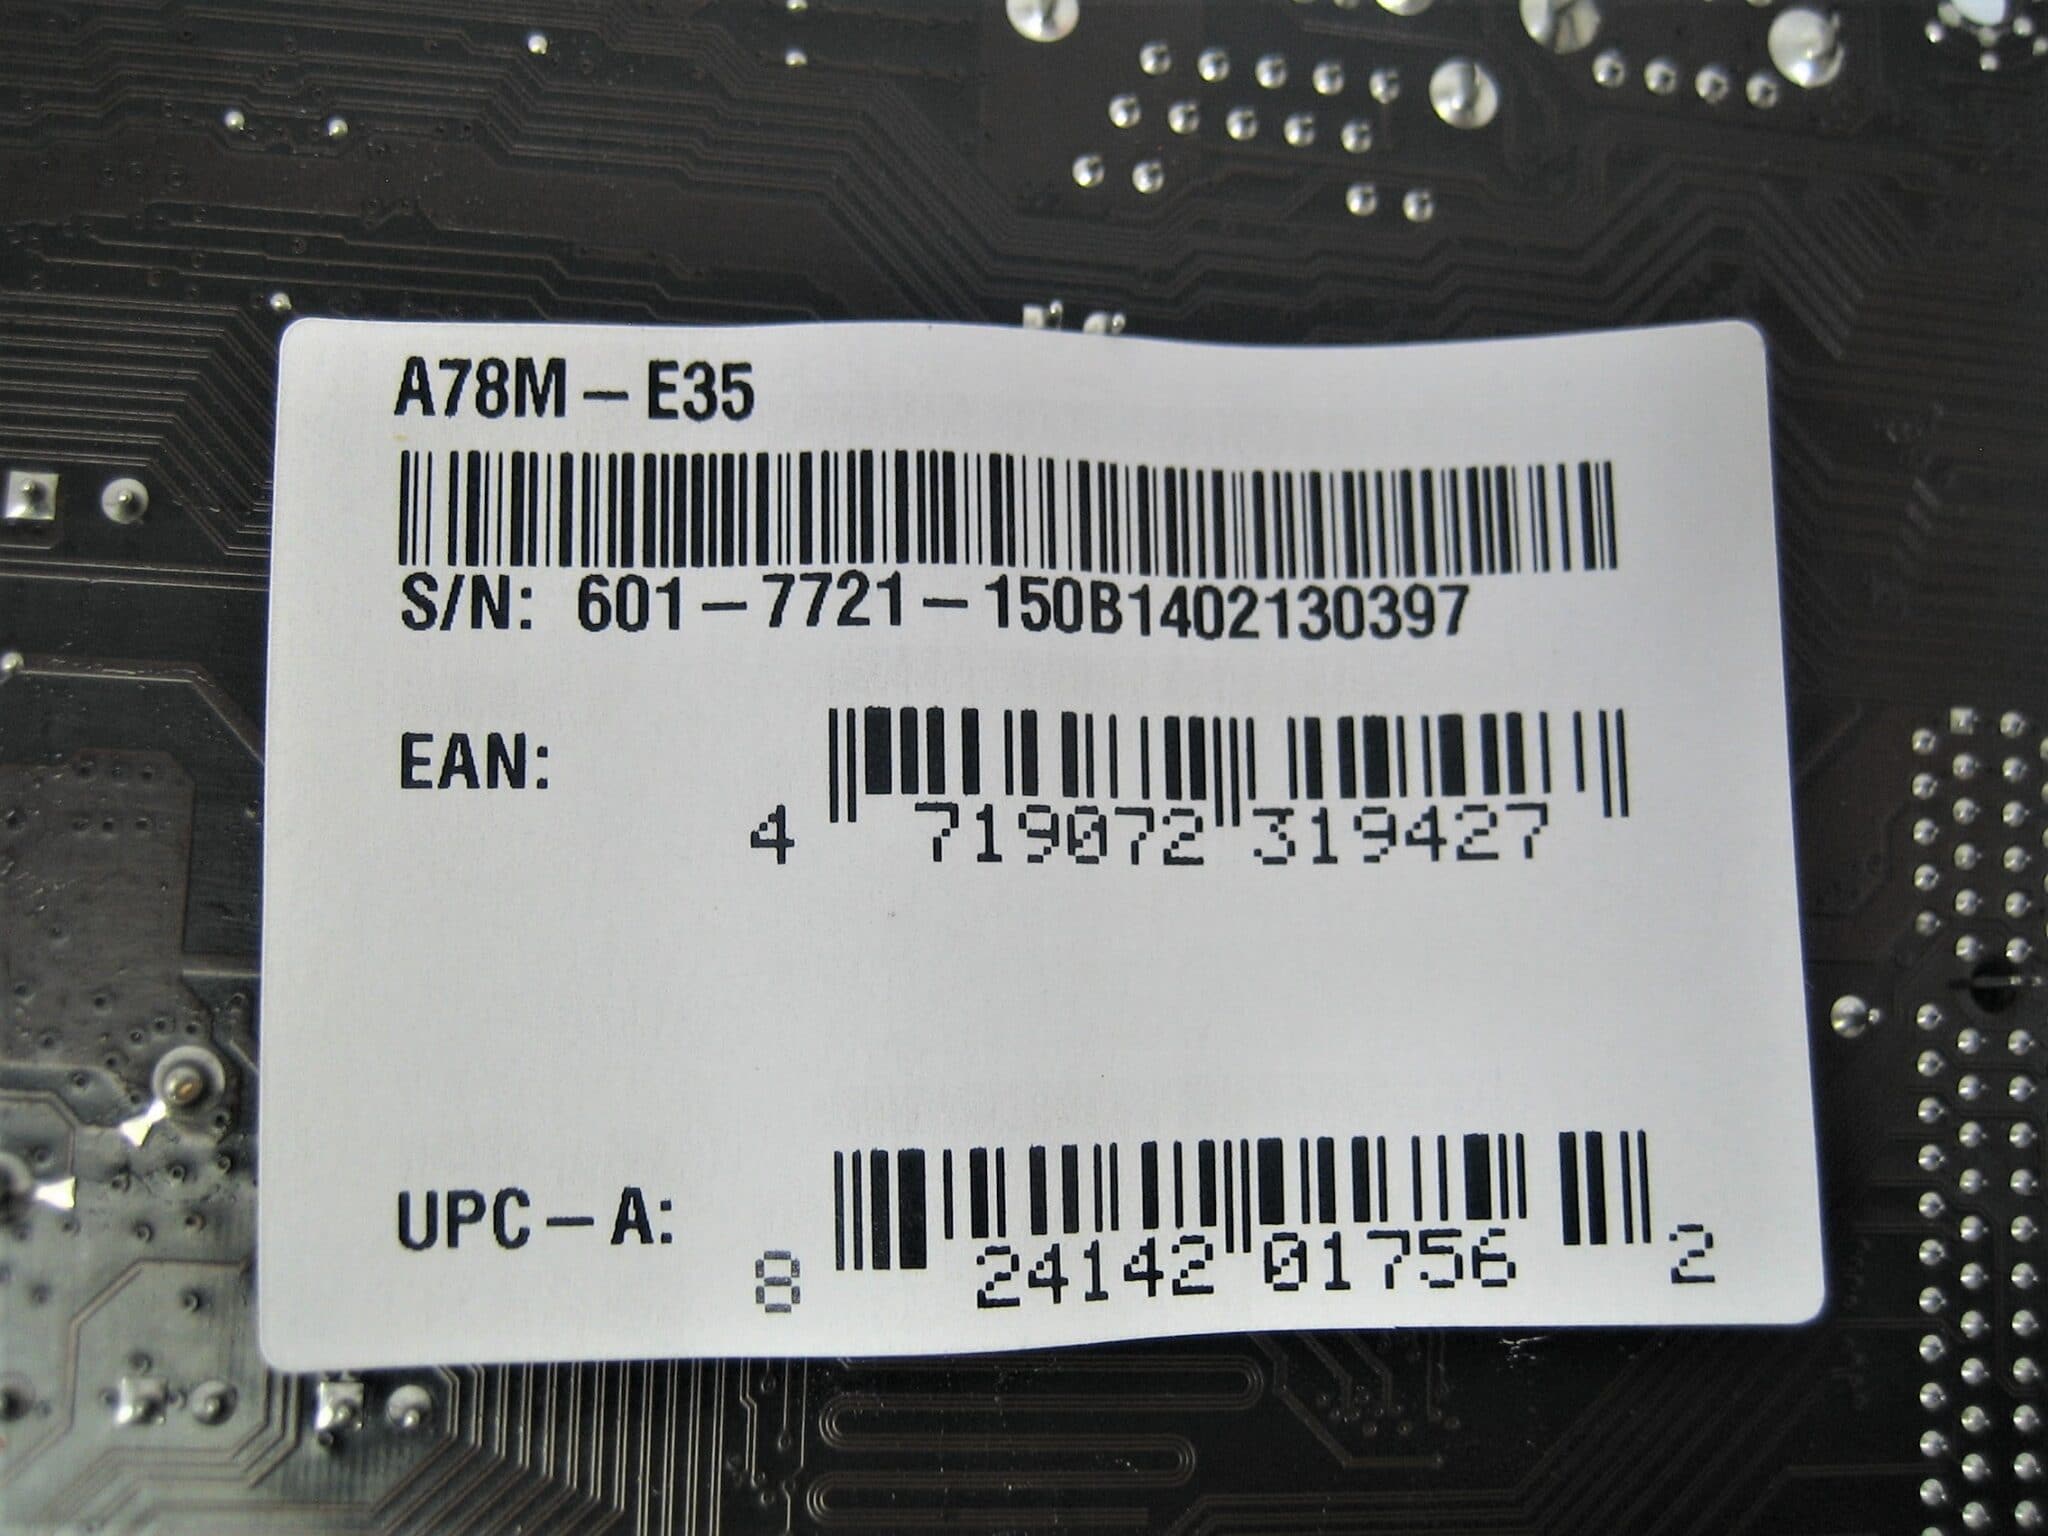 A78M-E35
S/N: 601-7721-150B1402130397
EAN:
4 719072 319427
UPC-A:
8 24142 01756 2